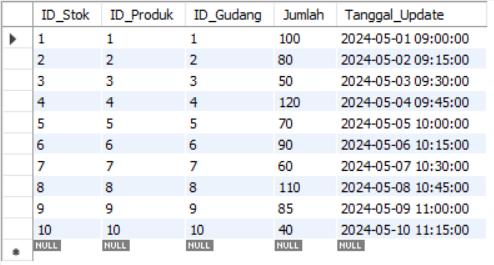 ID_Stok ID_Produk ID_Gudang Jumlah Tanggal_Update
1 1 1 100 2024-05-01 09:00:00
2 2 2 80 2024-05-02 09:15:00
3 3 3 50 2024-05-03 09:30:00
4 4 4 120 2024-05-04 09:45:00
5 5 5 70 2024-05-05 10:00:00
6 6 6 90 2024-05-06 10:15:00
7 7 7 60 2024-05-07 10:30:00
8 8 8 110 2024-05-08 10:45:00
9 9 9 85 2024-05-09 11:00:00
10 10 10 40 2024-05-10 11:15:00
NULL NULL NULL NULL NULL